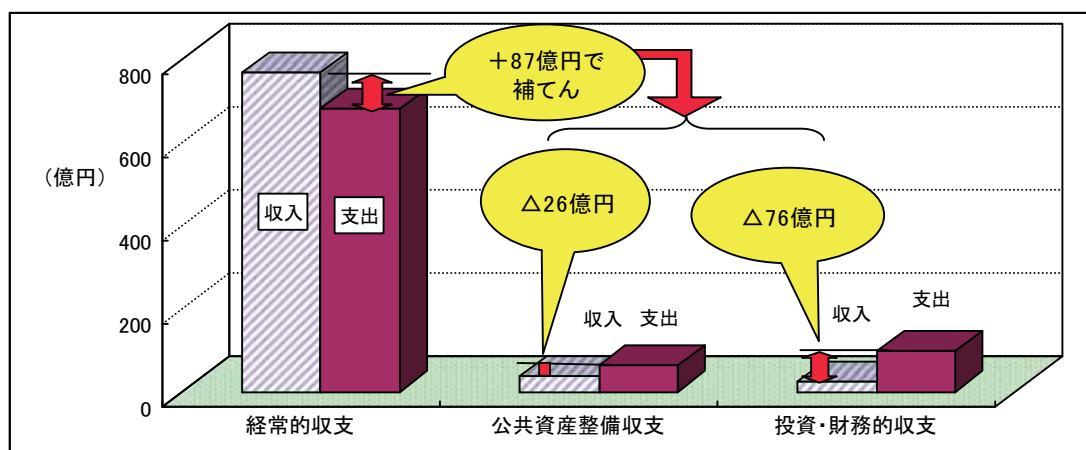 ＋87億円で
補てん
800
600
(億円)
400
200
0
収入
支出
△26億円
△76億円
収入 支出
収入
支出
経常的収支
公共資産整備収支
投資・財務的収支